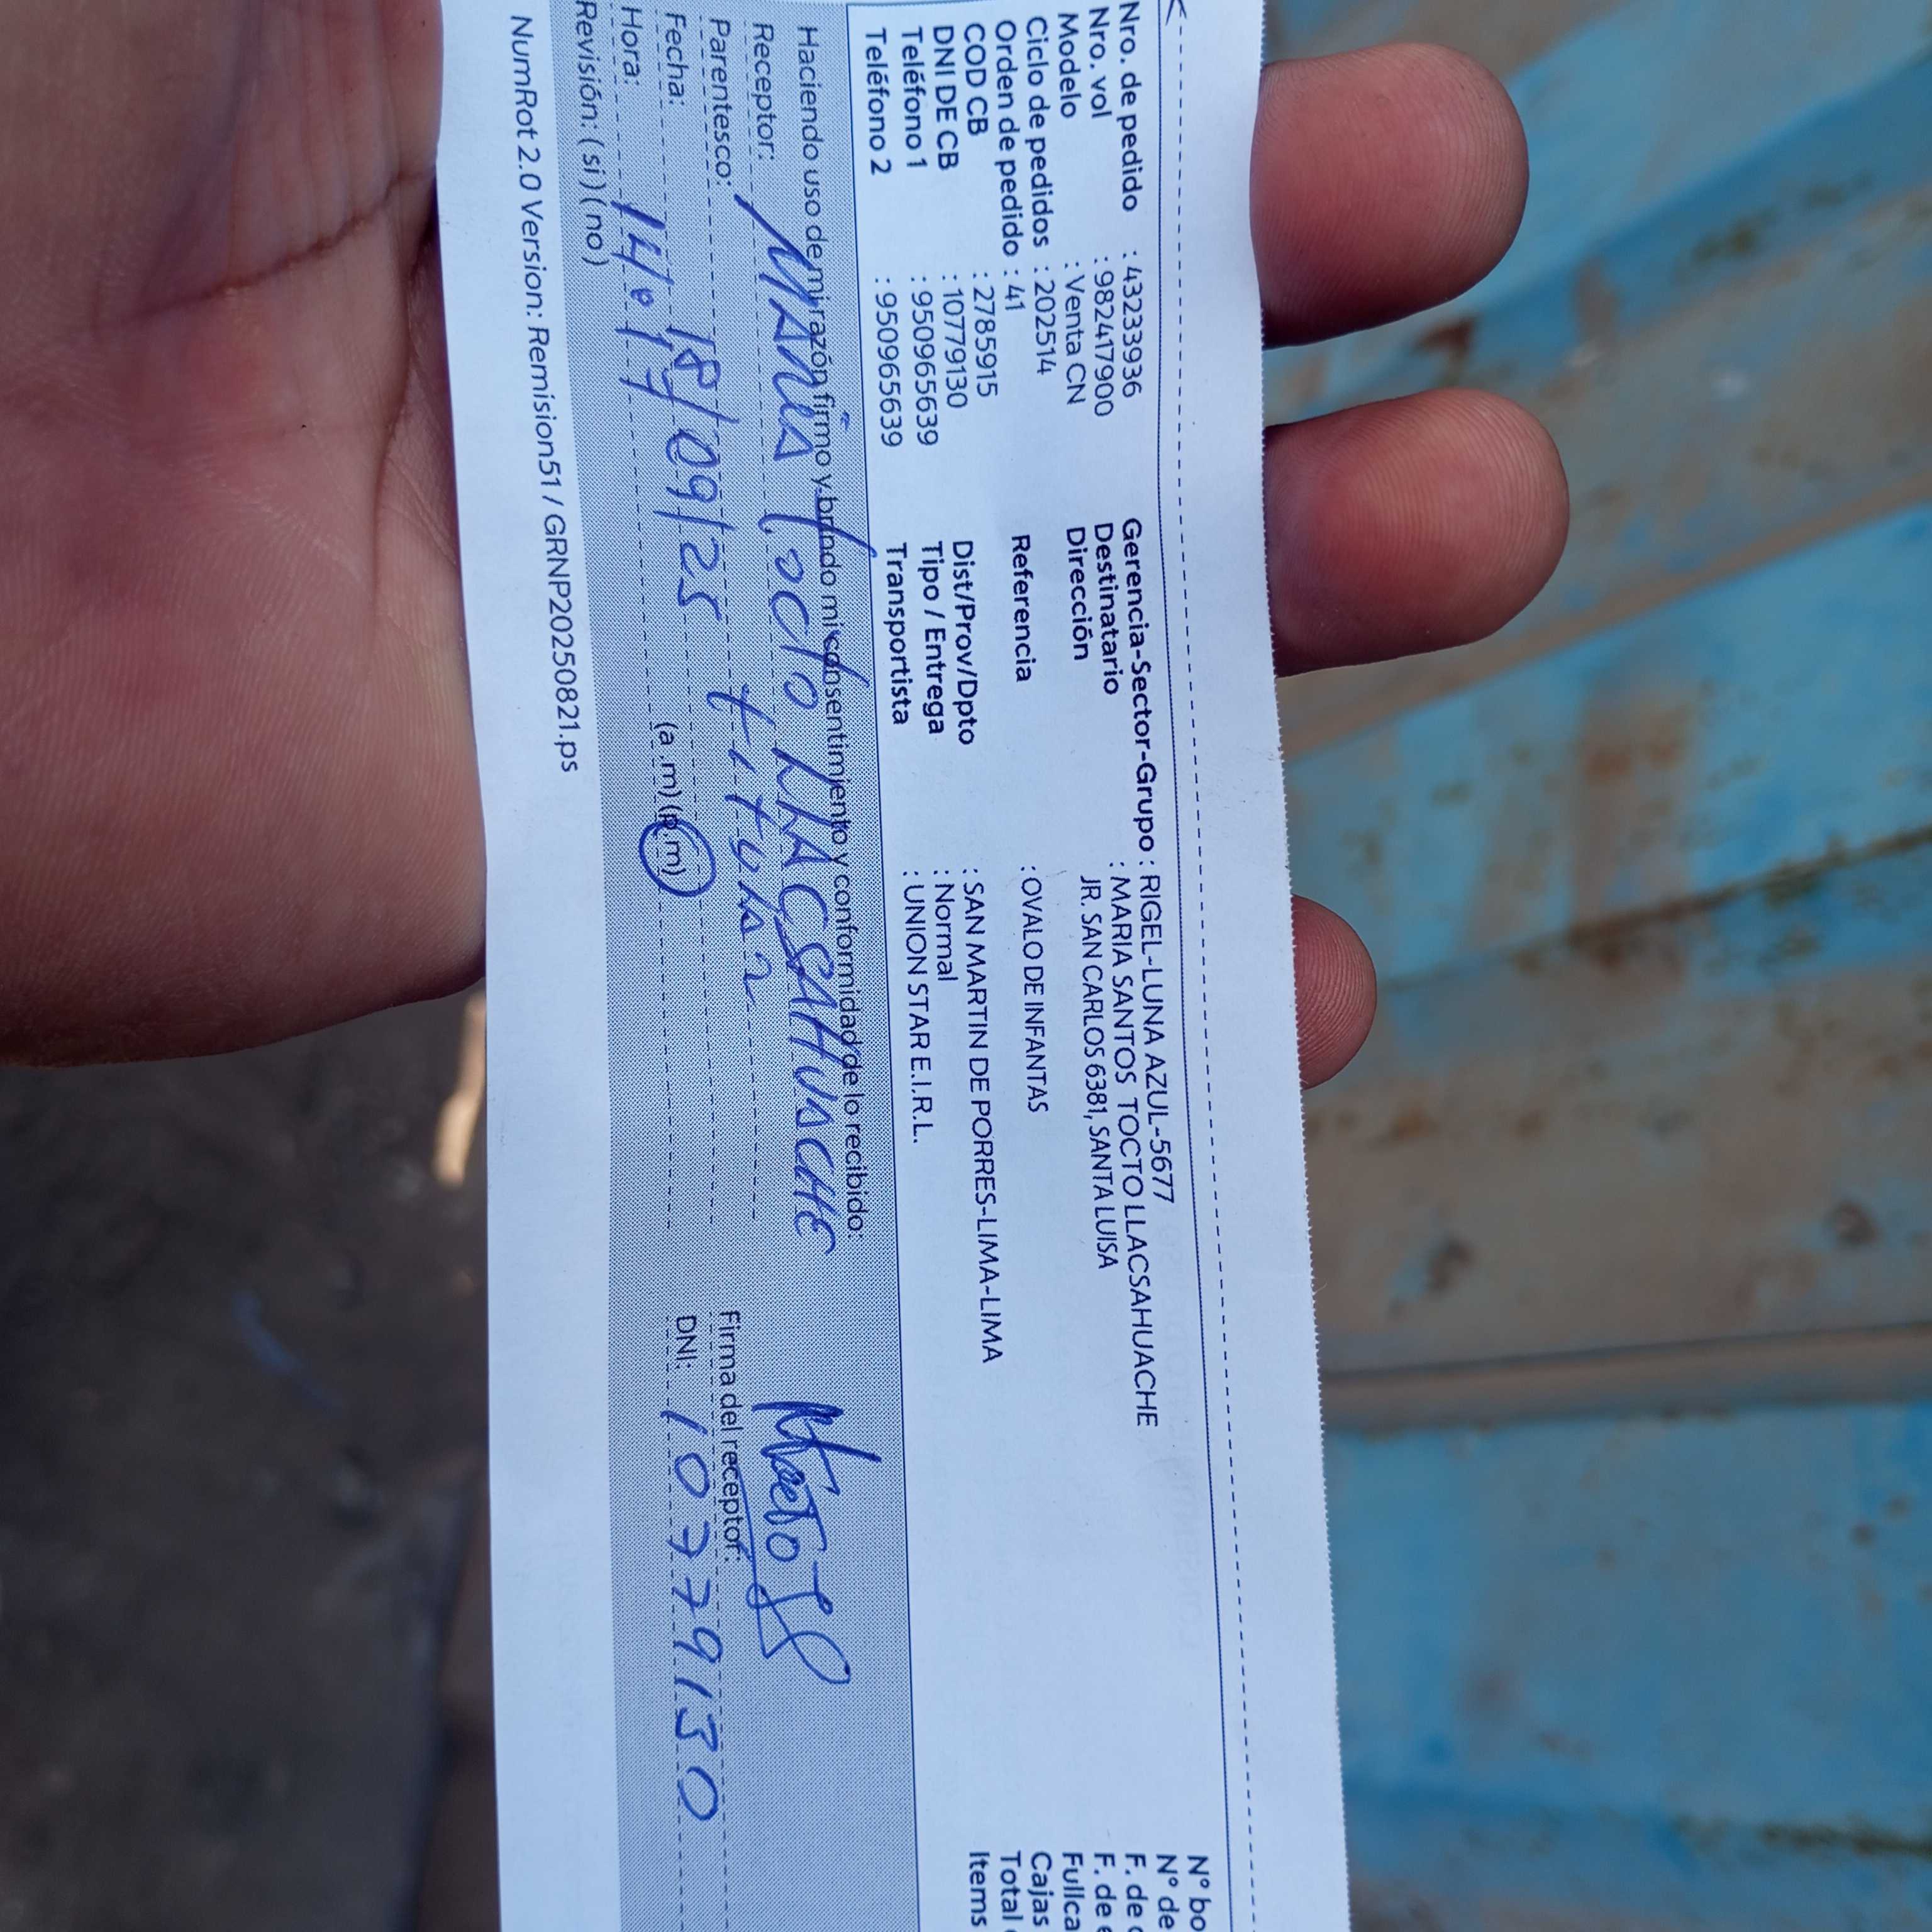 Nro. de pedido : 43233936
Nro. vol : 982417900
Modelo : Venta CN
Ciclo de pedidos : 202514
Orden de pedido : 41
COD CB : 2785915
DNI DE CB : 10779130
Teléfono 1 : 950965639
Teléfono 2 : 950965639
Gerencia-Sector-Grupo : RIGEL-LUNA AZUL-5677
Destinatario : MARIA SANTOS TOCTO LLACSAHUACHE
Dirección JR. SAN CARLOS 6381, SANTA LUISA
Referencia : OVALO DE INFANTAS
Dist/Prov/Dpto : SAN MARTIN DE PORRES-LIMA-LIMA
Tipo / Entrega : Normal
Transportista : UNION STAR E.I.R.L.
N° bo
N° de
F. de
F. de e
Fullca
Cajas
Total
Items
Haciendo uso de mi razón firmo y brindo mi consentimiento y conformidad de lo recibido:
Receptor: MARIA TOCTO LLACSAHUACHE
Parentesco: titular
Fecha: 18/09/25
Hora: 14:17 (a .m) (p.m)
Revisión: (si) (no)
Firma del receptor:
DNI: 10779130
NumRot 2.0 Version: Remision51 / GRNP20250821.ps